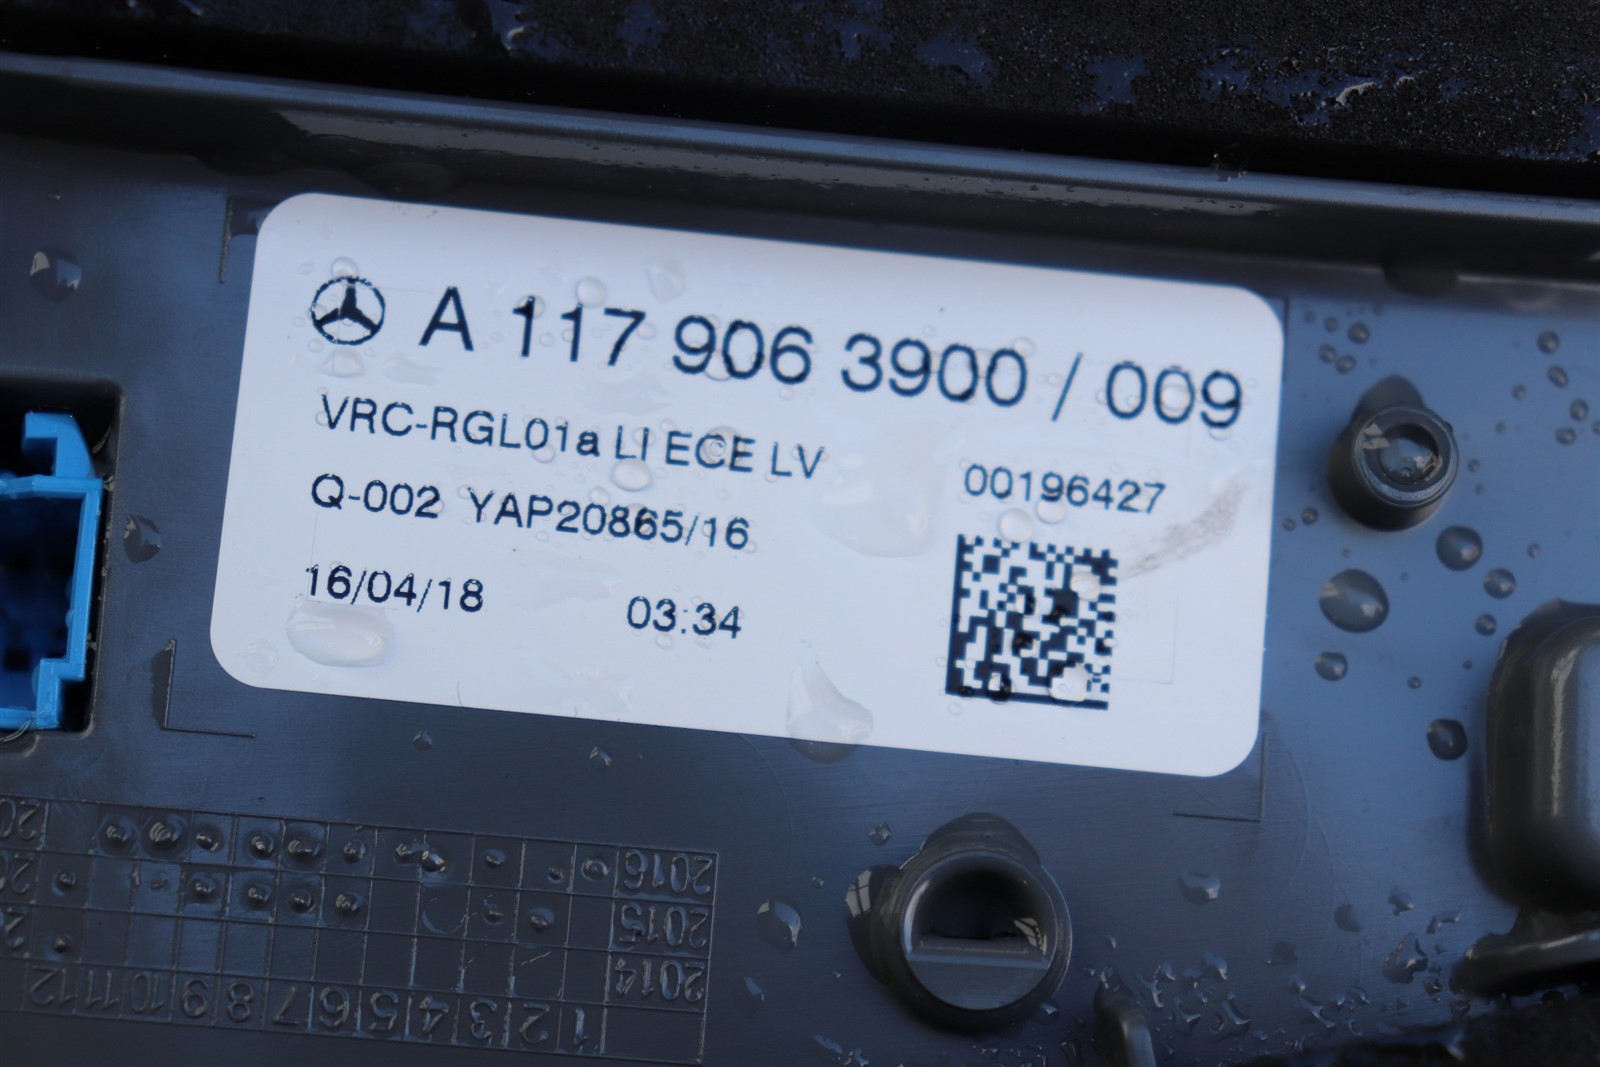 A 117 906 3900 / 009
VRC-RGL01a LI ECE LV
00196427
Q-002 YAP20865/16
16/04/18 03:34
2016
2015
2014
1 2 3 4 5 6 7 8 9 10 11 12